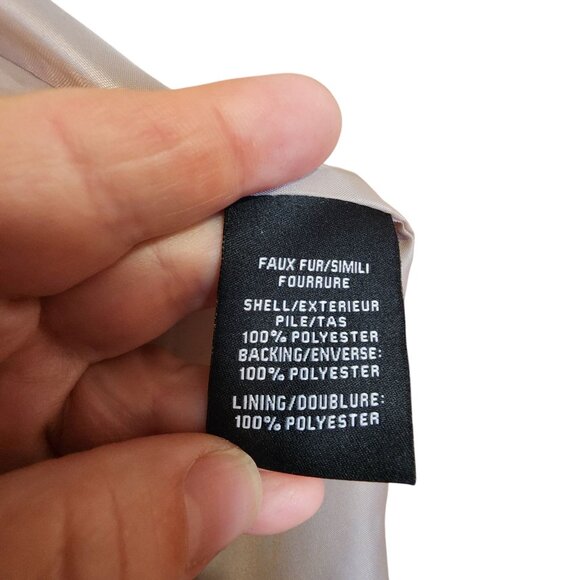 FAUX FUR/SIMILI
FOURRURE
SHELL/EXTERIEUR
PILE/TAS
100% POLYESTER
BACKING/ENVERSE:
100% POLYESTER
LINING/DOUBLURE:
100% POLYESTER